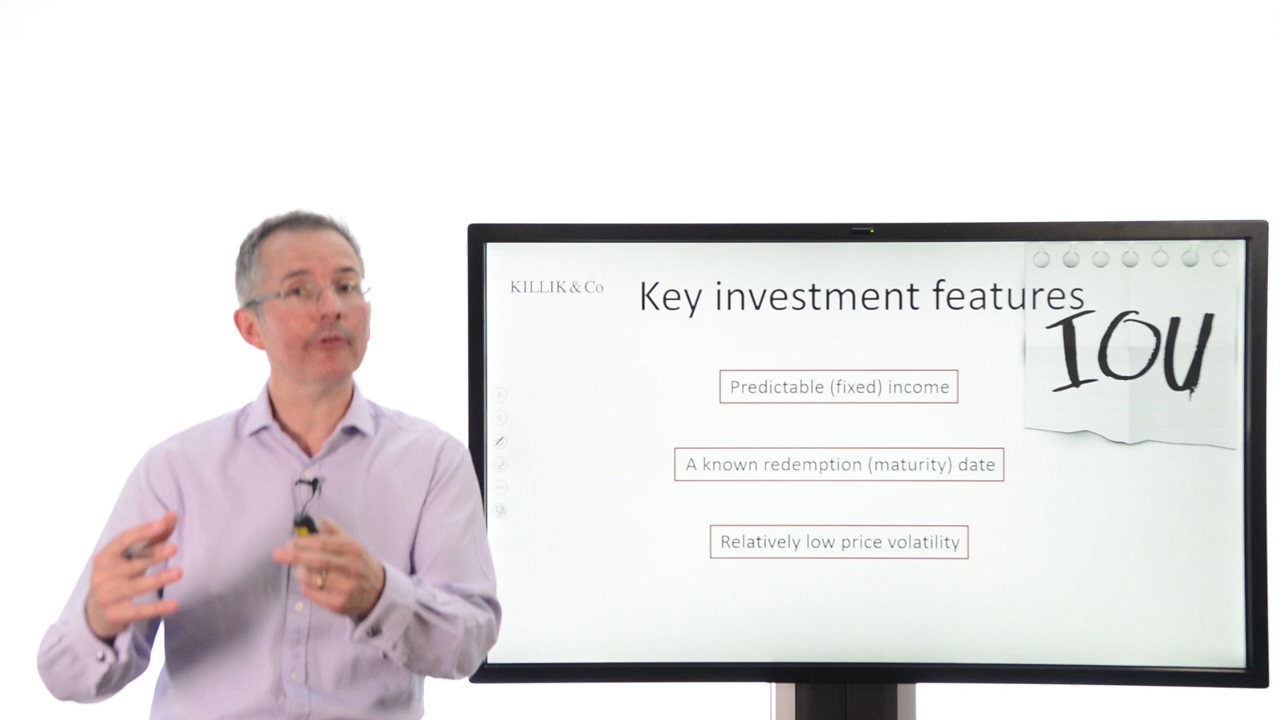 KILLIK & Co
Key investment features
IOU
Predictable (fixed) income
A known redemption (maturity) date
Relatively low price volatility